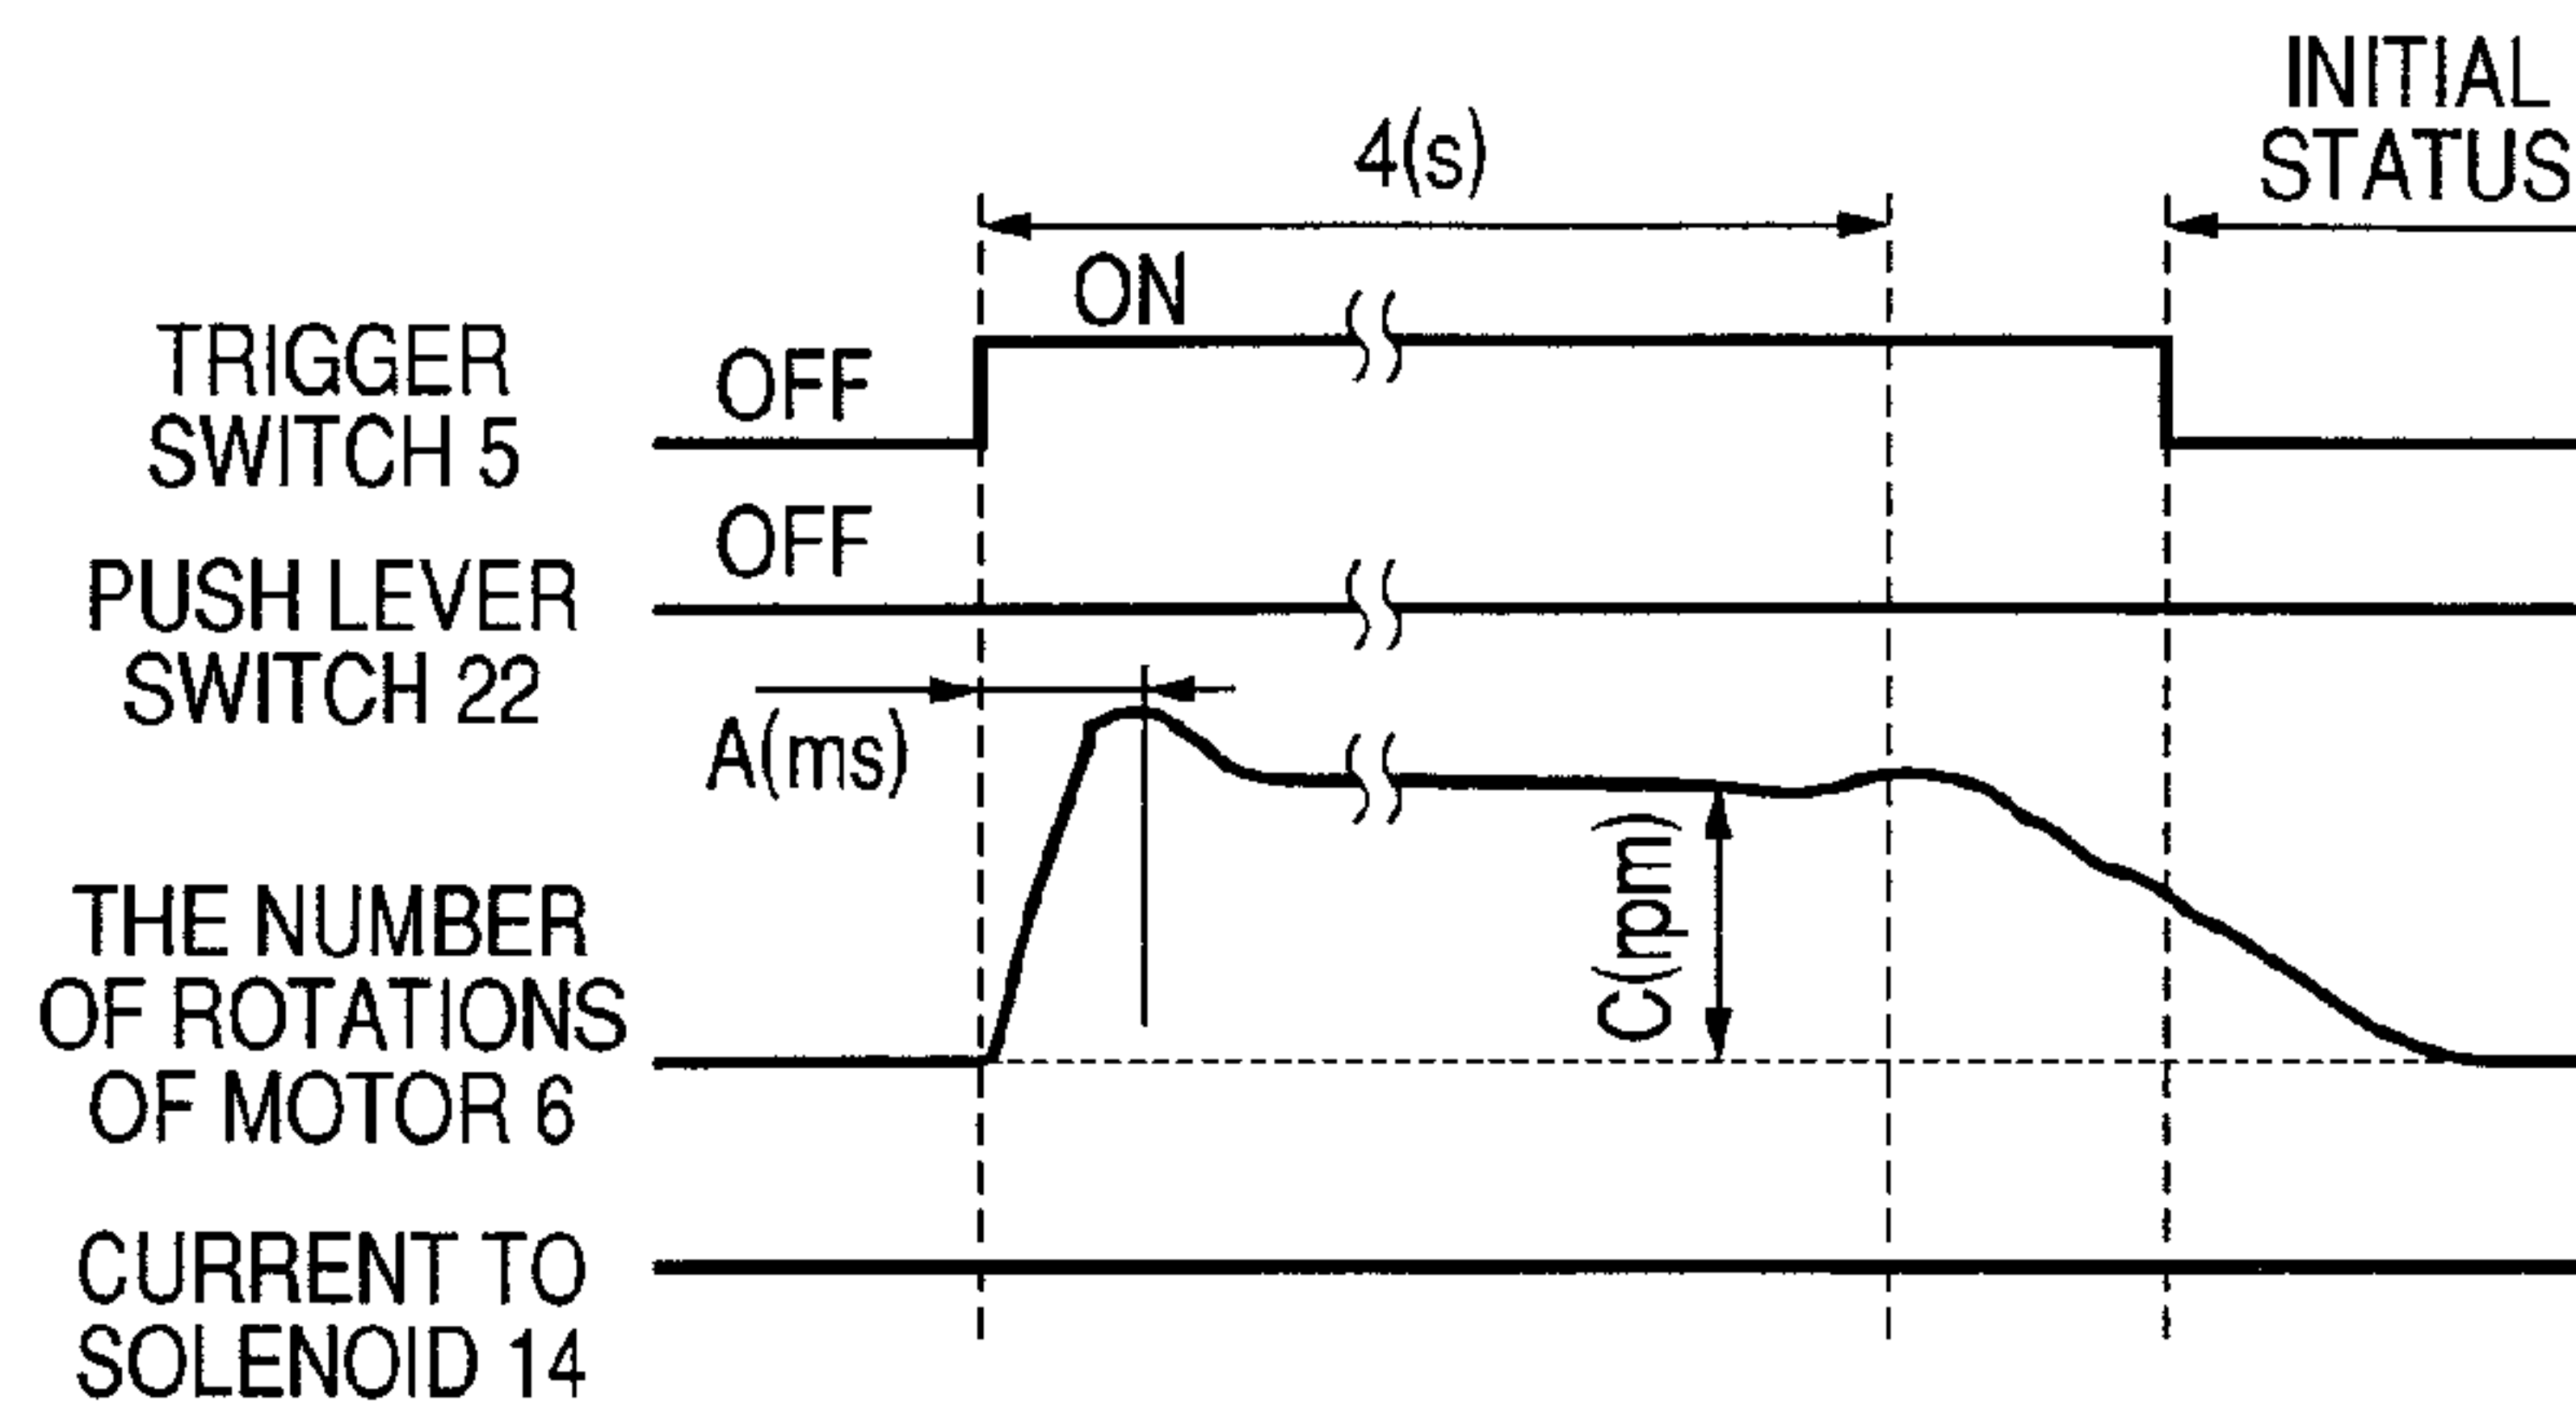 INITIAL
STATUS
4(s)
ON
TRIGGER
SWITCH 5
OFF
OFF
PUSH LEVER
SWITCH 22
A(ms)
C(rpm)
THE NUMBER
OF ROTATIONS
OF MOTOR 6
CURRENT TO
SOLENOID 14